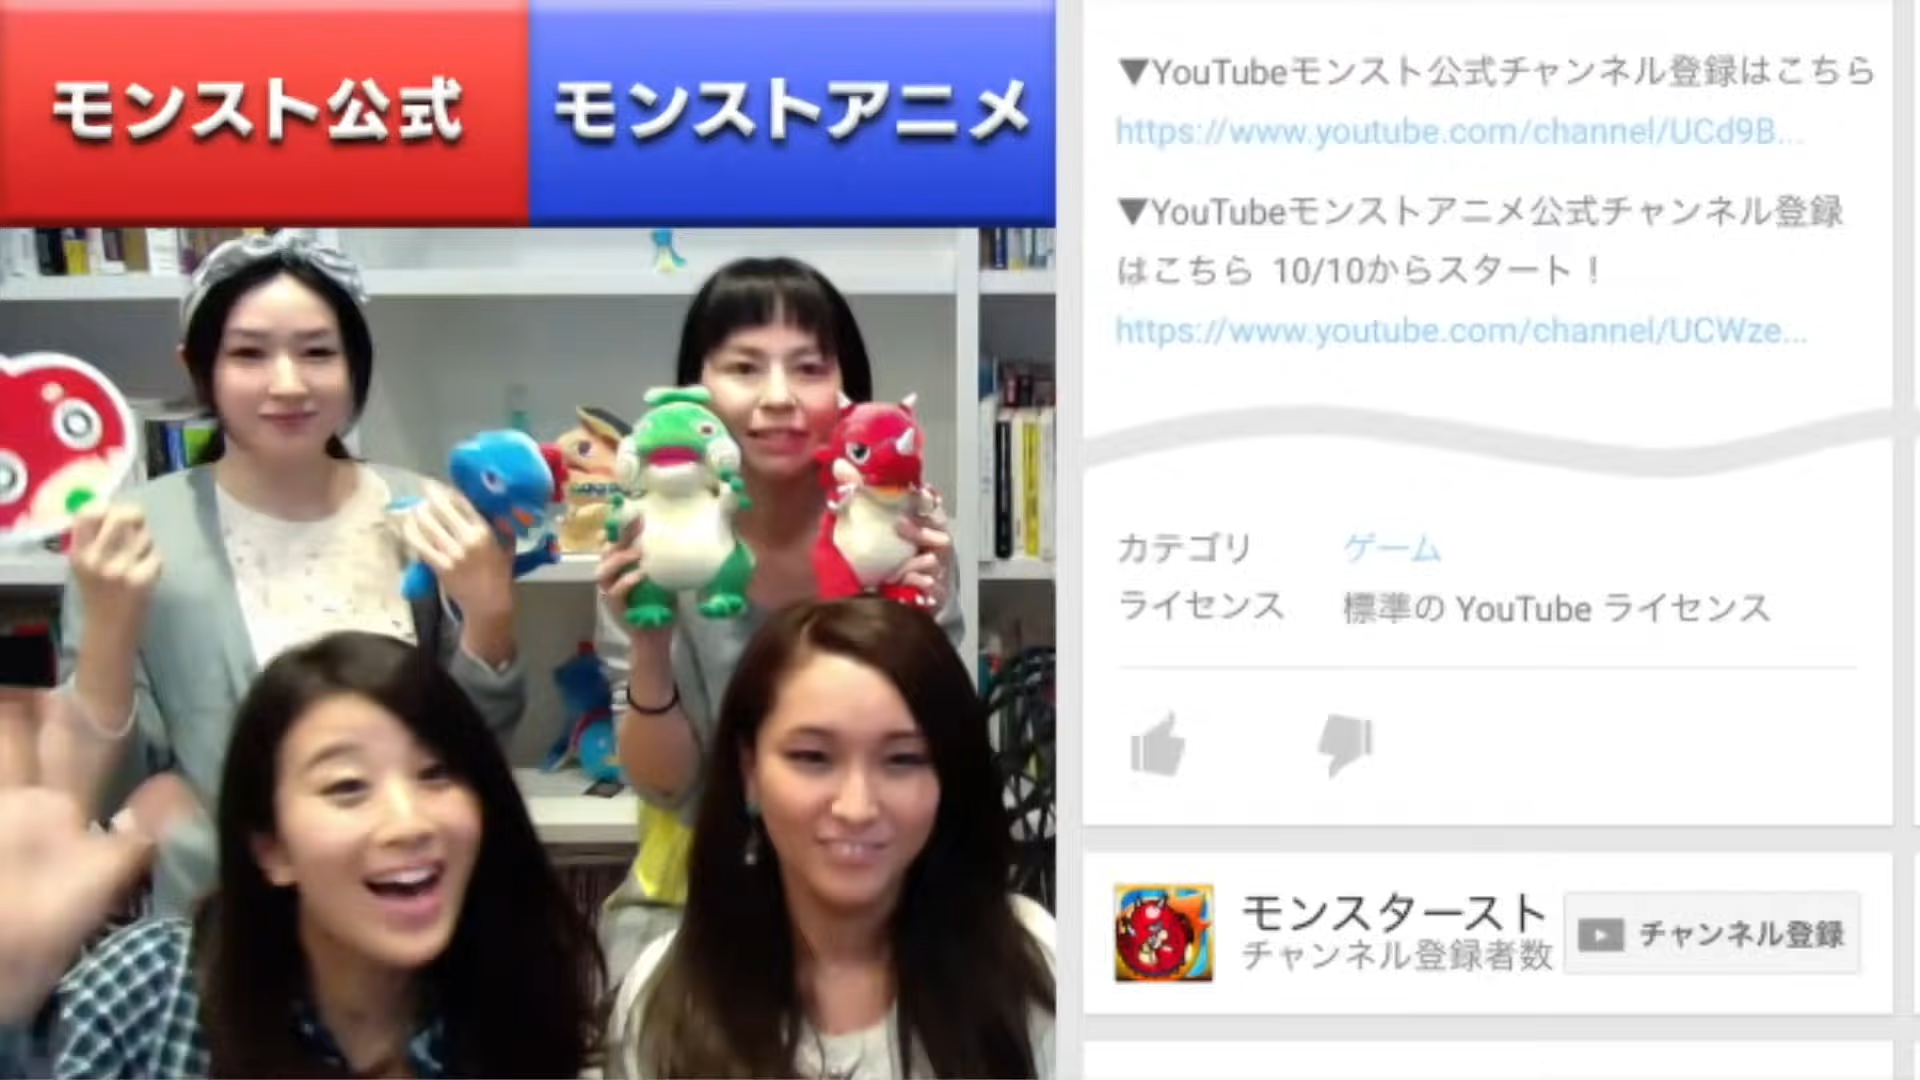 モンスト公式
モンストアニメ
▼YouTubeモンスト公式チャンネル登録はこちら
https://www.youtube.com/channel/UCd9B...
▼YouTubeモンストアニメ公式チャンネル登録
はこちら 10/10からスタート！
https://www.youtube.com/channel/UCWze...
カテゴリ ゲーム
ライセンス 標準の YouTube ライセンス
モンスタースト
チャンネル登録者数
チャンネル登録